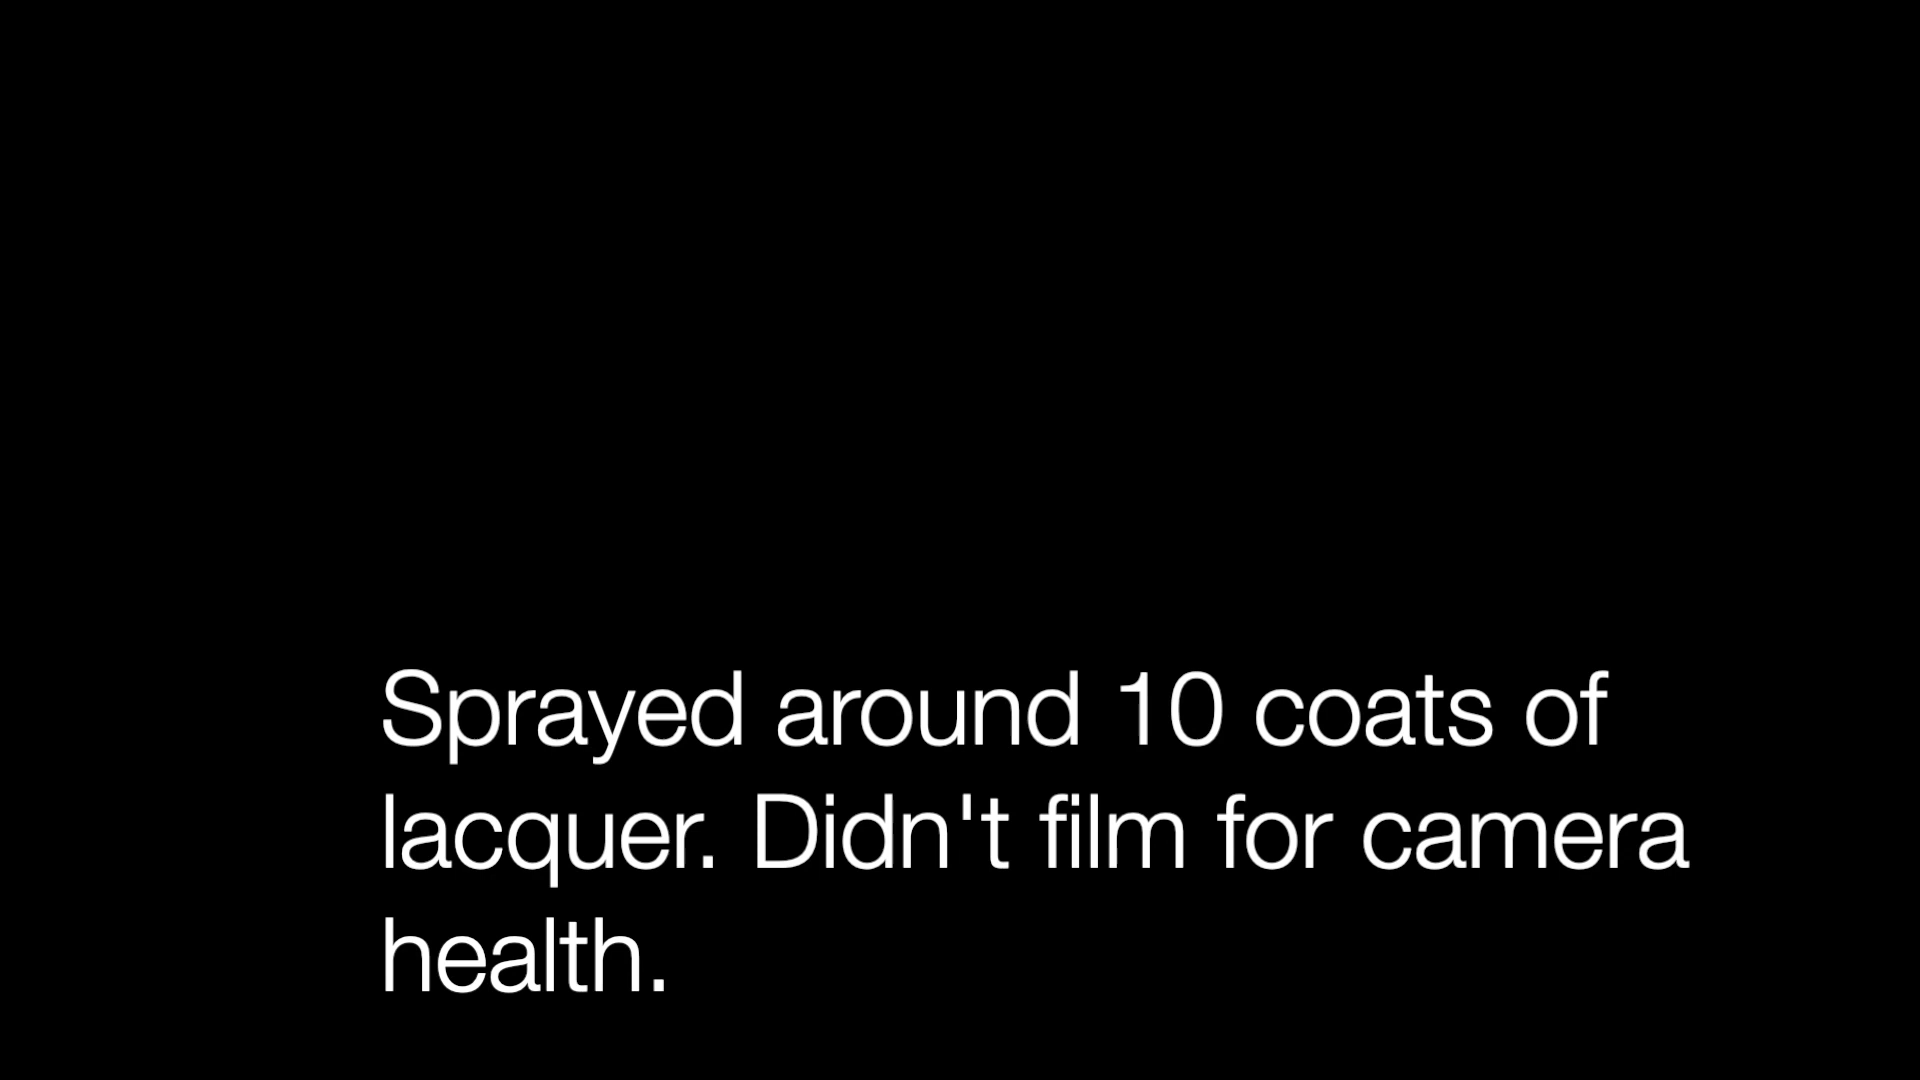 Sprayed around 10 coats of
lacquer. Didn't film for camera
health.